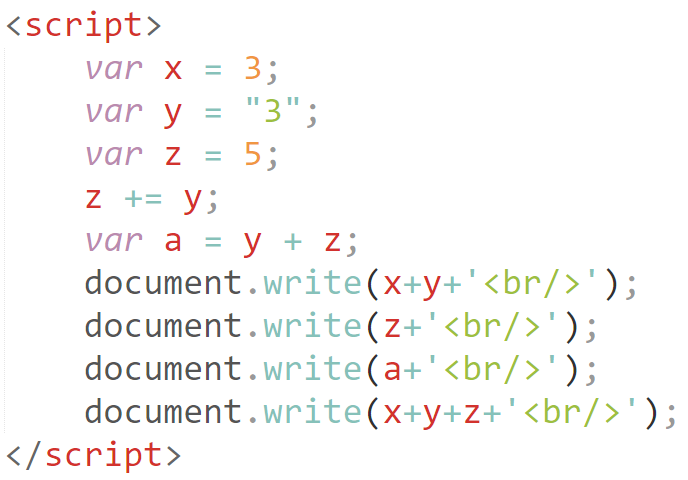 <script>
var x = 3;
var y = "3";
var z = 5;
z += y;
var a = y + z;
document.write(x+y+'<br/>');
document.write(z+'<br/>');
document.write(a+'<br/>');
document.write(x+y+z+'<br/>');
</script>